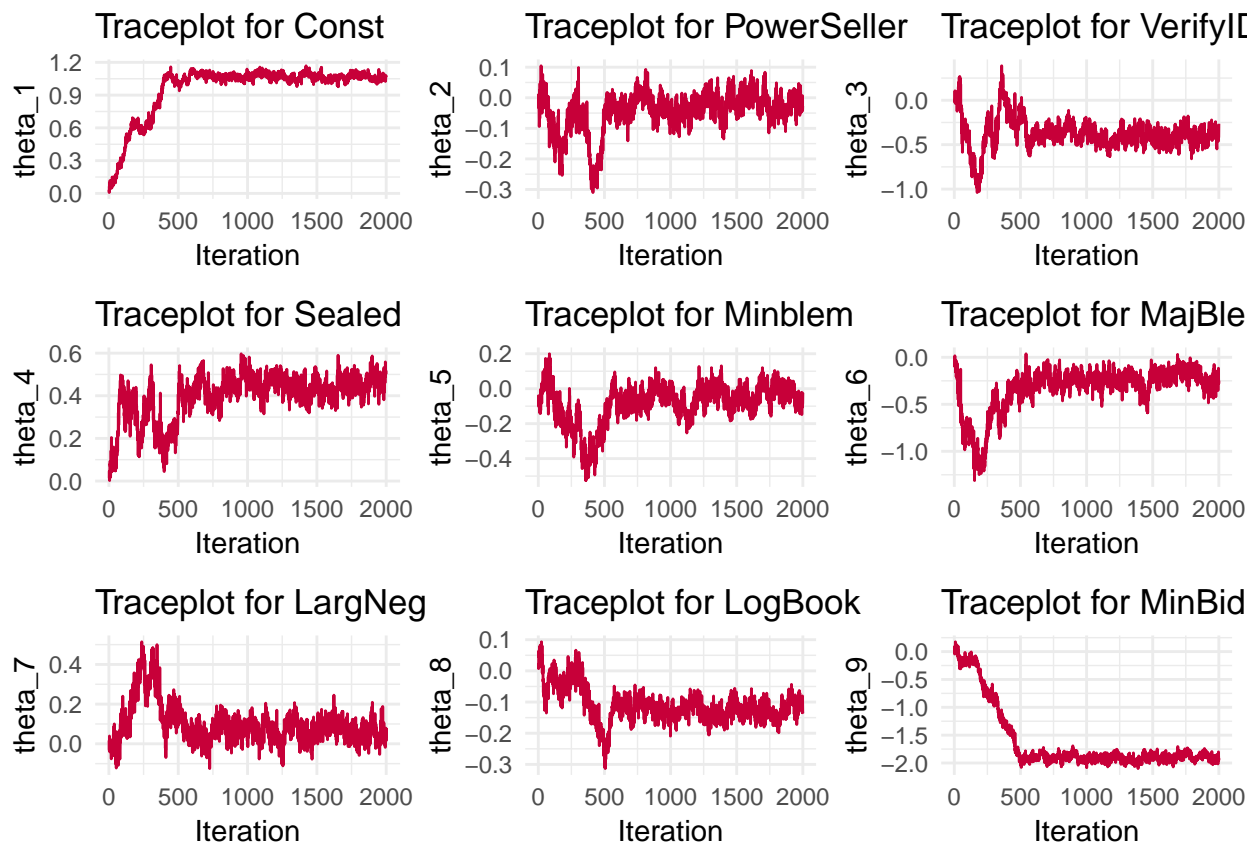 Traceplot for Const
1.2
0.9
0.6
0.3
0.0
theta_1
0 500 1000 1500 2000
Iteration
Traceplot for PowerSeller
0.1
0.0
−0.1
−0.2
−0.3
theta_2
0 500 1000 1500 2000
Iteration
Traceplot for VerifyID
0.0
−0.5
−1.0
theta_3
0 500 1000 1500 2000
Iteration
Traceplot for Sealed
0.6
0.4
0.2
0.0
theta_4
0 500 1000 1500 2000
Iteration
Traceplot for Minblem
0.2
0.0
−0.2
−0.4
theta_5
0 500 1000 1500 2000
Iteration
Traceplot for MajBle
0.0
−0.5
−1.0
theta_6
0 500 1000 1500 2000
Iteration
Traceplot for LargNeg
0.4
0.2
0.0
theta_7
0 500 1000 1500 2000
Iteration
Traceplot for LogBook
0.1
0.0
−0.1
−0.2
−0.3
theta_8
0 500 1000 1500 2000
Iteration
Traceplot for MinBid
0.0
−0.5
−1.0
−1.5
−2.0
theta_9
0 500 1000 1500 2000
Iteration